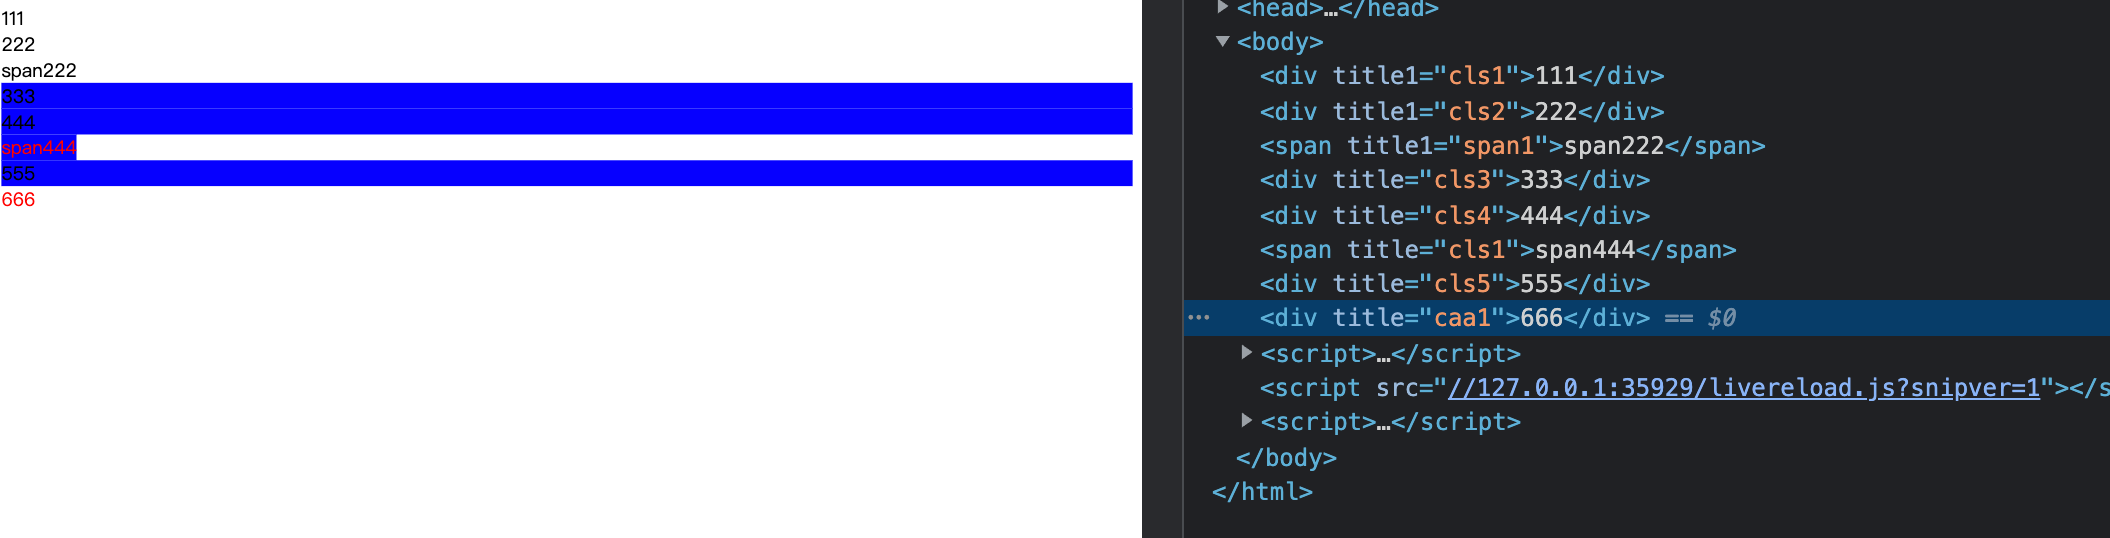 111
222
span222
333
444
span444
555
666
<head>…</head>
<body>
<div title1="cls1">111</div>
<div title1="cls2">222</div>
<span title1="span1">span222</span>
<div title="cls3">333</div>
<div title="cls4">444</div>
<span title="cls1">span444</span>
<div title="cls5">555</div>
<div title="caa1">666</div> == $0
<script>…</script>
<script src="//127.0.0.1:35929/livereload.js?snipver=1"></s
<script>…</script>
</body>
</html>